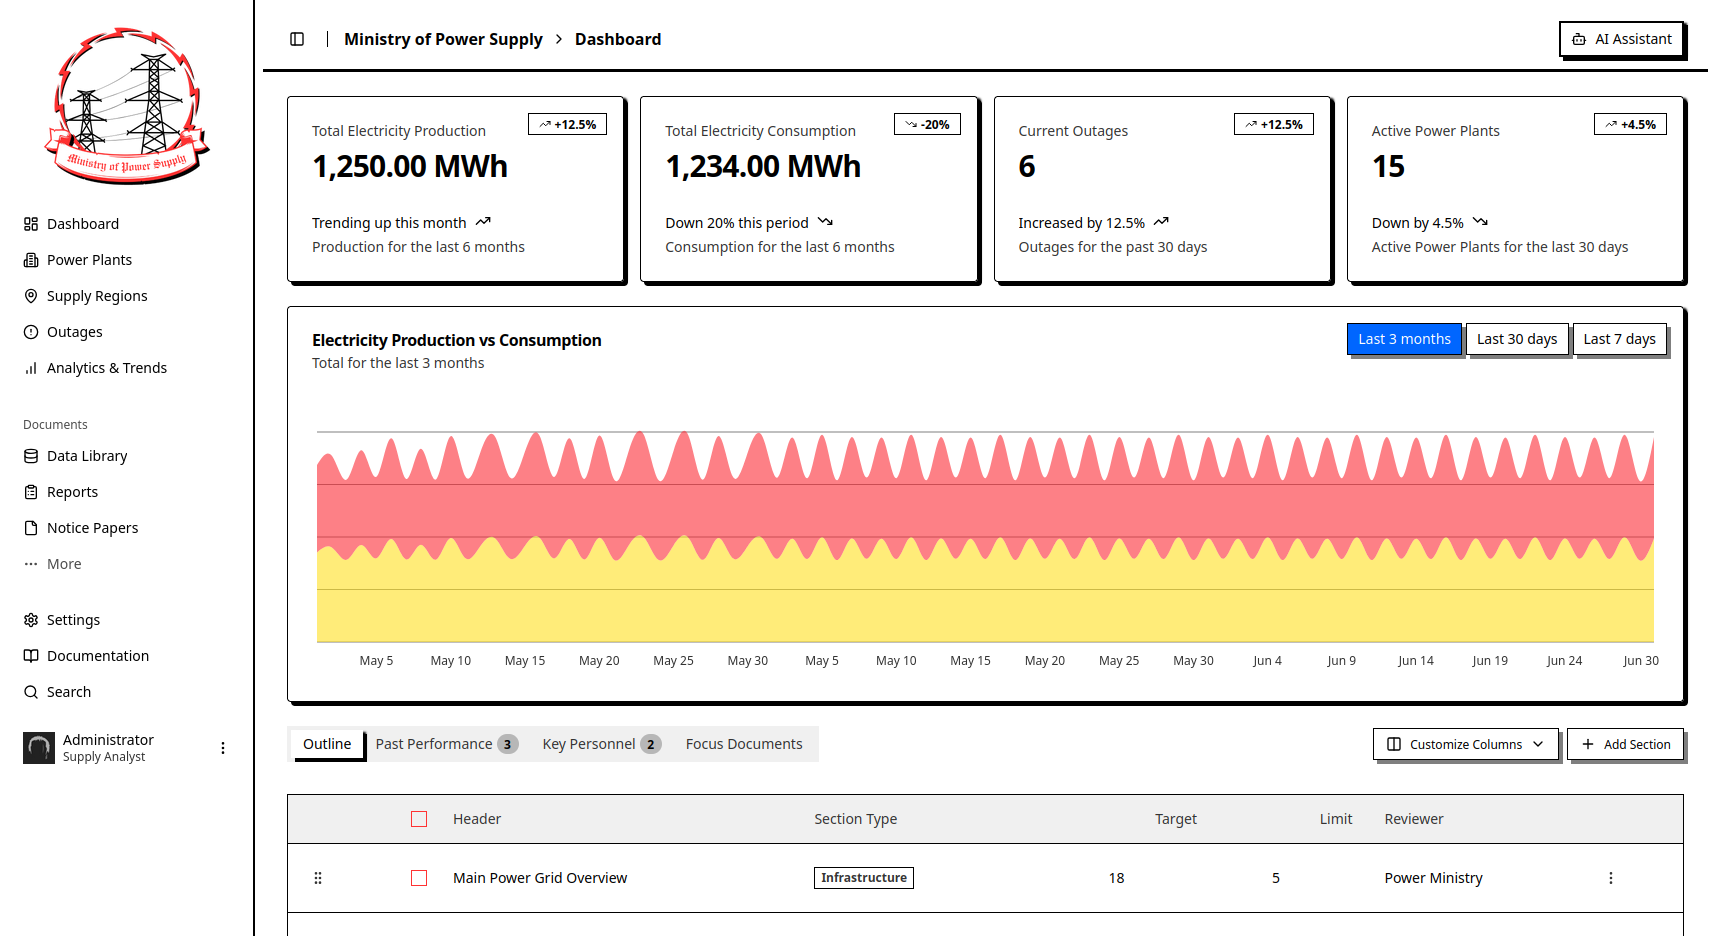 Ministry of Power Supply
Dashboard
Power Plants
Supply Regions
Outages
Analytics & Trends
Documents
Data Library
Reports
Notice Papers
More
Settings
Documentation
Search
Administrator
Supply Analyst
Ministry of Power Supply > Dashboard
AI Assistant
Total Electricity Production
+12.5%
1,250.00 MWh
Trending up this month
Production for the last 6 months
Total Electricity Consumption
-20%
1,234.00 MWh
Down 20% this period
Consumption for the last 6 months
Current Outages
+12.5%
6
Increased by 12.5%
Outages for the past 30 days
Active Power Plants
+4.5%
15
Down by 4.5%
Active Power Plants for the last 30 days
Electricity Production vs Consumption
Total for the last 3 months
Last 3 months Last 30 days Last 7 days
May 5 May 10 May 15 May 20 May 25 May 30 May 5 May 10 May 15 May 20 May 25 May 30 Jun 4 Jun 9 Jun 14 Jun 19 Jun 24 Jun 30
Outline Past Performance 3 Key Personnel 2 Focus Documents
Customize Columns Add Section
Header Section Type Target Limit Reviewer
Main Power Grid Overview Infrastructure 18 5 Power Ministry